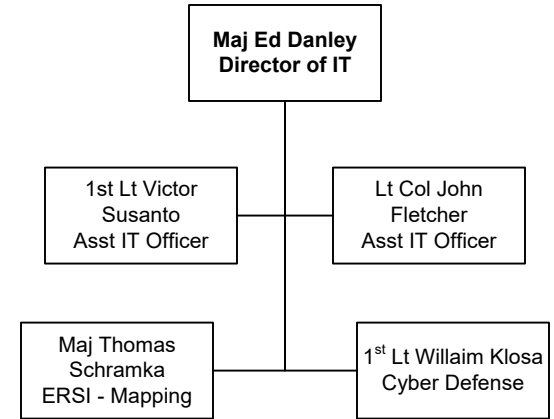 Maj Ed Danley
Director of IT
1st Lt Victor
Susanto
Asst IT Officer
Lt Col John
Fletcher
Asst IT Officer
Maj Thomas
Schramka
ERSI - Mapping
1st Lt Willaim Klosa
Cyber Defense